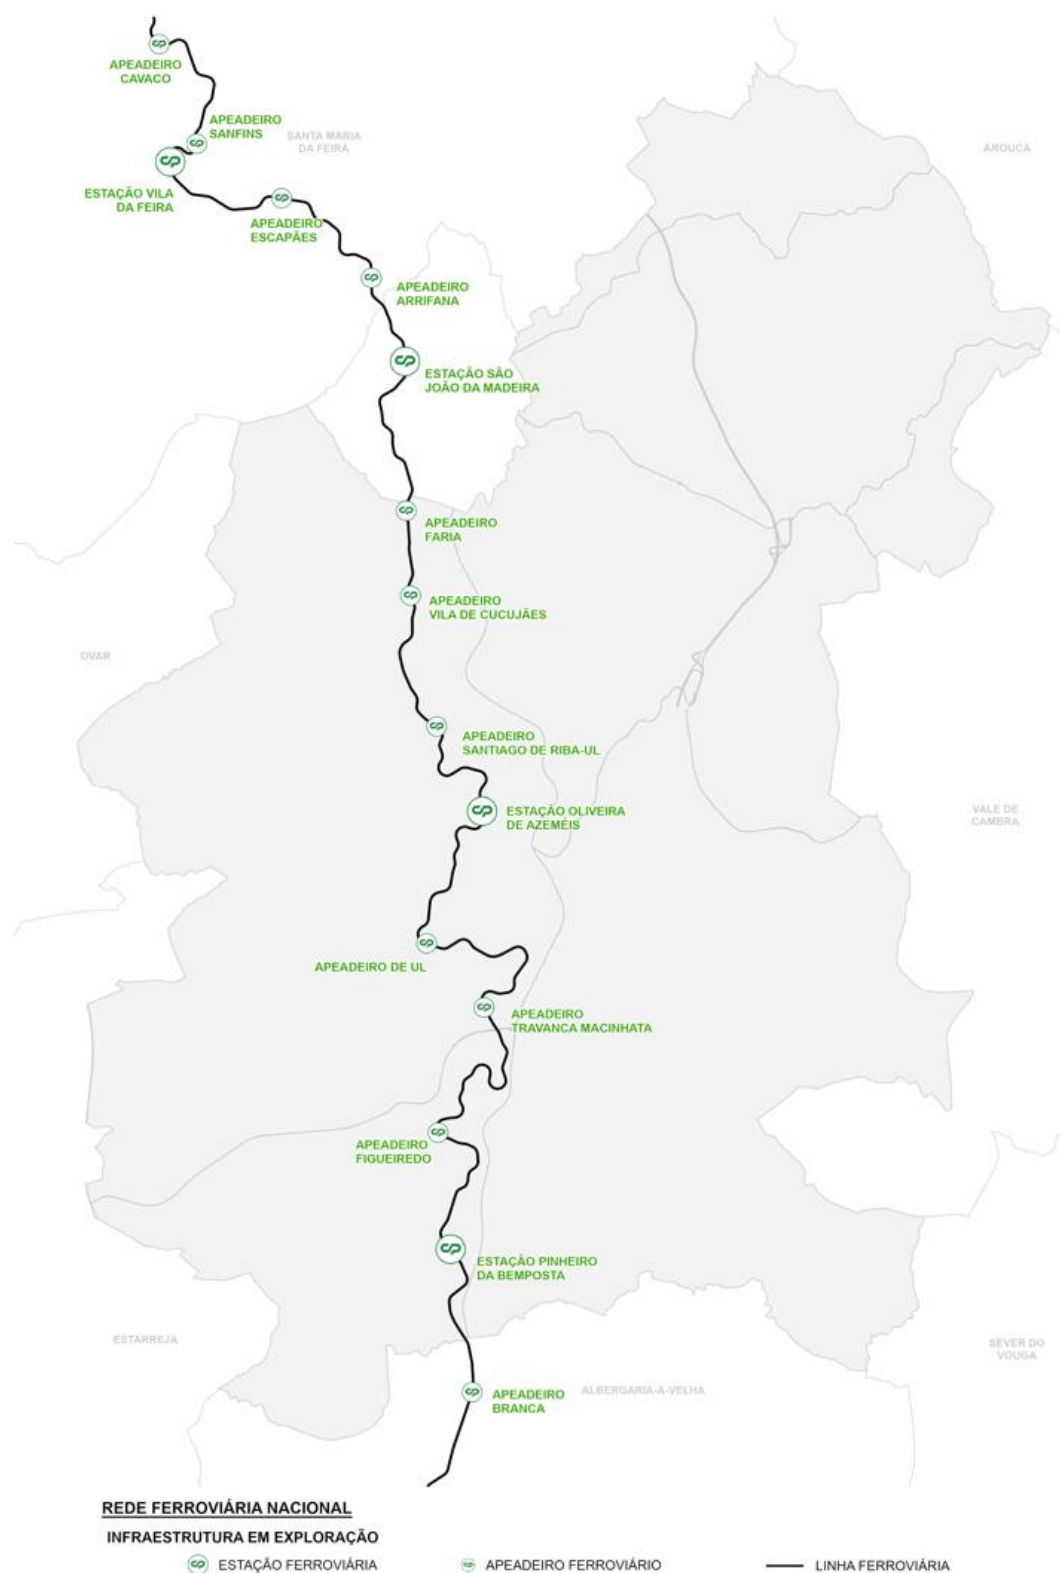 APEADEIRO
CAVACO
APEADEIRO
SANFINS
SANTA MARIA
DA FEIRA
AROUCA
ESTAÇÃO VILA
DA FEIRA
APEADEIRO
ESCAPÃES
APEADEIRO
ARRIFANA
ESTAÇÃO SÃO
JOÃO DA MADEIRA
APEADEIRO
FARIA
APEADEIRO
VILA DE CUCUJÃES
OVAR
APEADEIRO
SANTIAGO DE RIBA-UL
ESTAÇÃO OLIVEIRA
DE AZEMÉIS
VALE DE
CAMBRA
APEADEIRO DE UL
APEADEIRO
TRAVANCA MACINHATA
APEADEIRO
FIGUEIREDO
ESTAÇÃO PINHEIRO
DA BEMPOSTA
ESTARREJA
SEVER DO
VOUGA
APEADEIRO
BRANCA
ALBERGARIA-A-VELHA
REDE FERROVIÁRIA NACIONAL
INFRAESTRUTURA EM EXPLORAÇÃO
ESTAÇÃO FERROVIÁRIA
APEADEIRO FERROVIÁRIO
LINHA FERROVIÁRIA